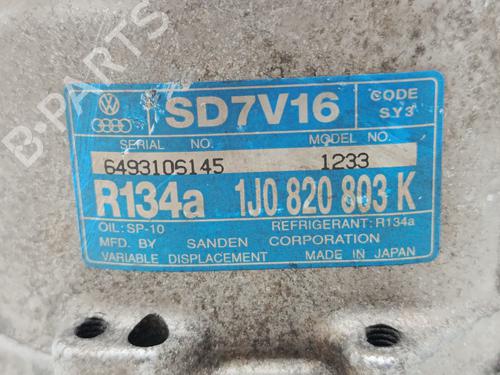 B-PARTS
SD7V16
CODE
SY3
SERIAL NO.
MODEL NO.
6493106145
1233
R134a 1J0 820 803 K
OIL:SP-10
REFRIGERANT:R134a
MFD. BY SANDEN CORPORATION
VARIABLE DISPLACEMENT MADE IN JAPAN